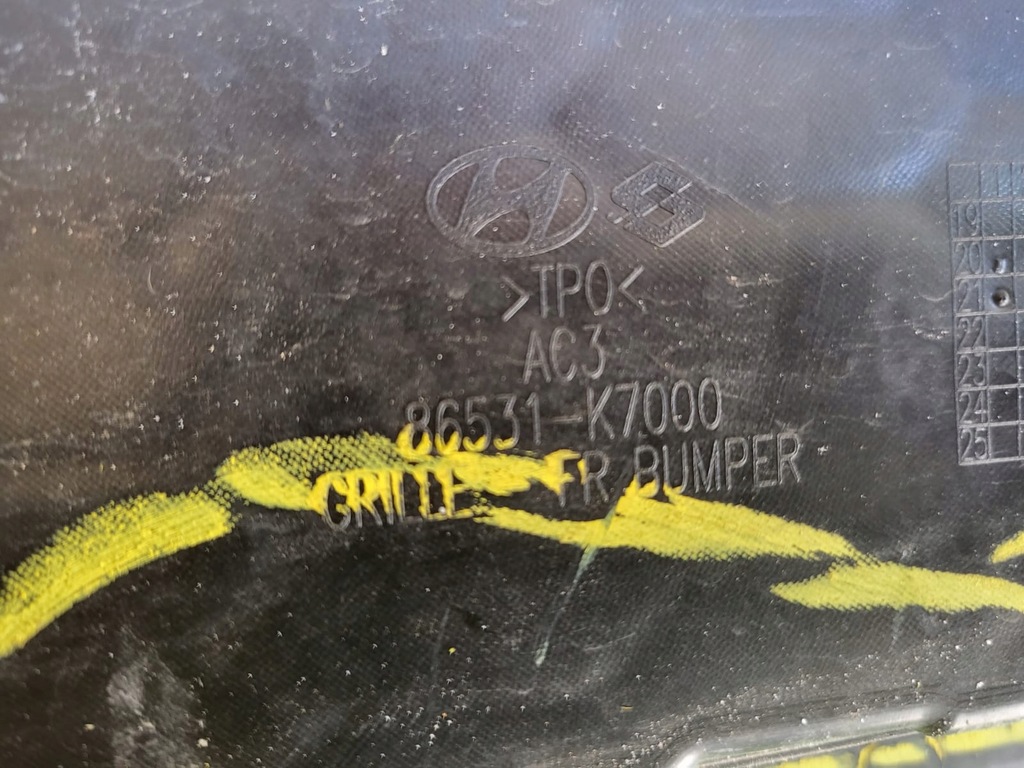 >TPO<
AC3
86531-K7000
GRILLE - FR BUMPER
19
20
21
22
23
24
25